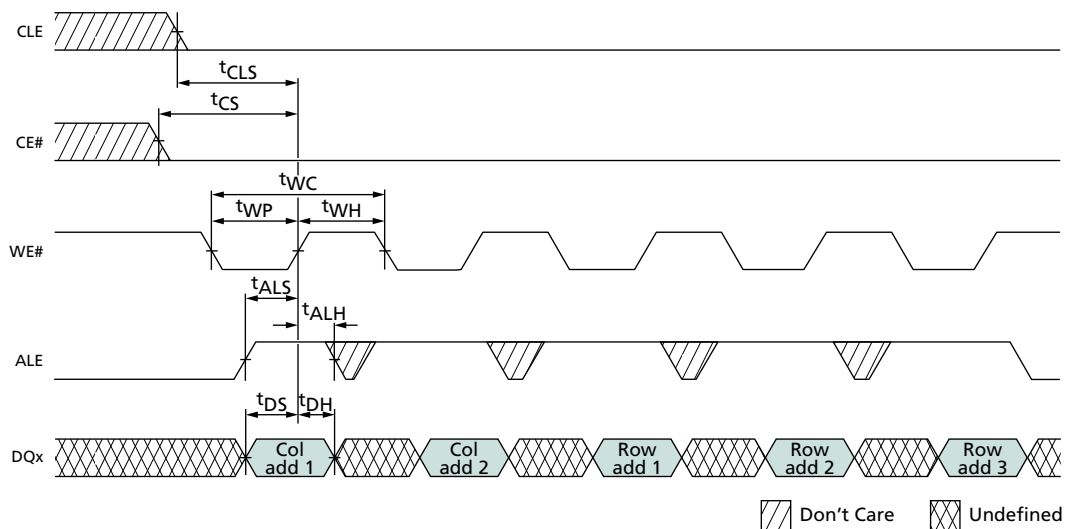 CLE
tCLS
tCS
CE#
tWC
tWP
tWH
WE#
tALS
tALH
ALE
tDS
tDH
DQx
Col
add 1
Col
add 2
Row
add 1
Row
add 2
Row
add 3
Don't Care
Undefined